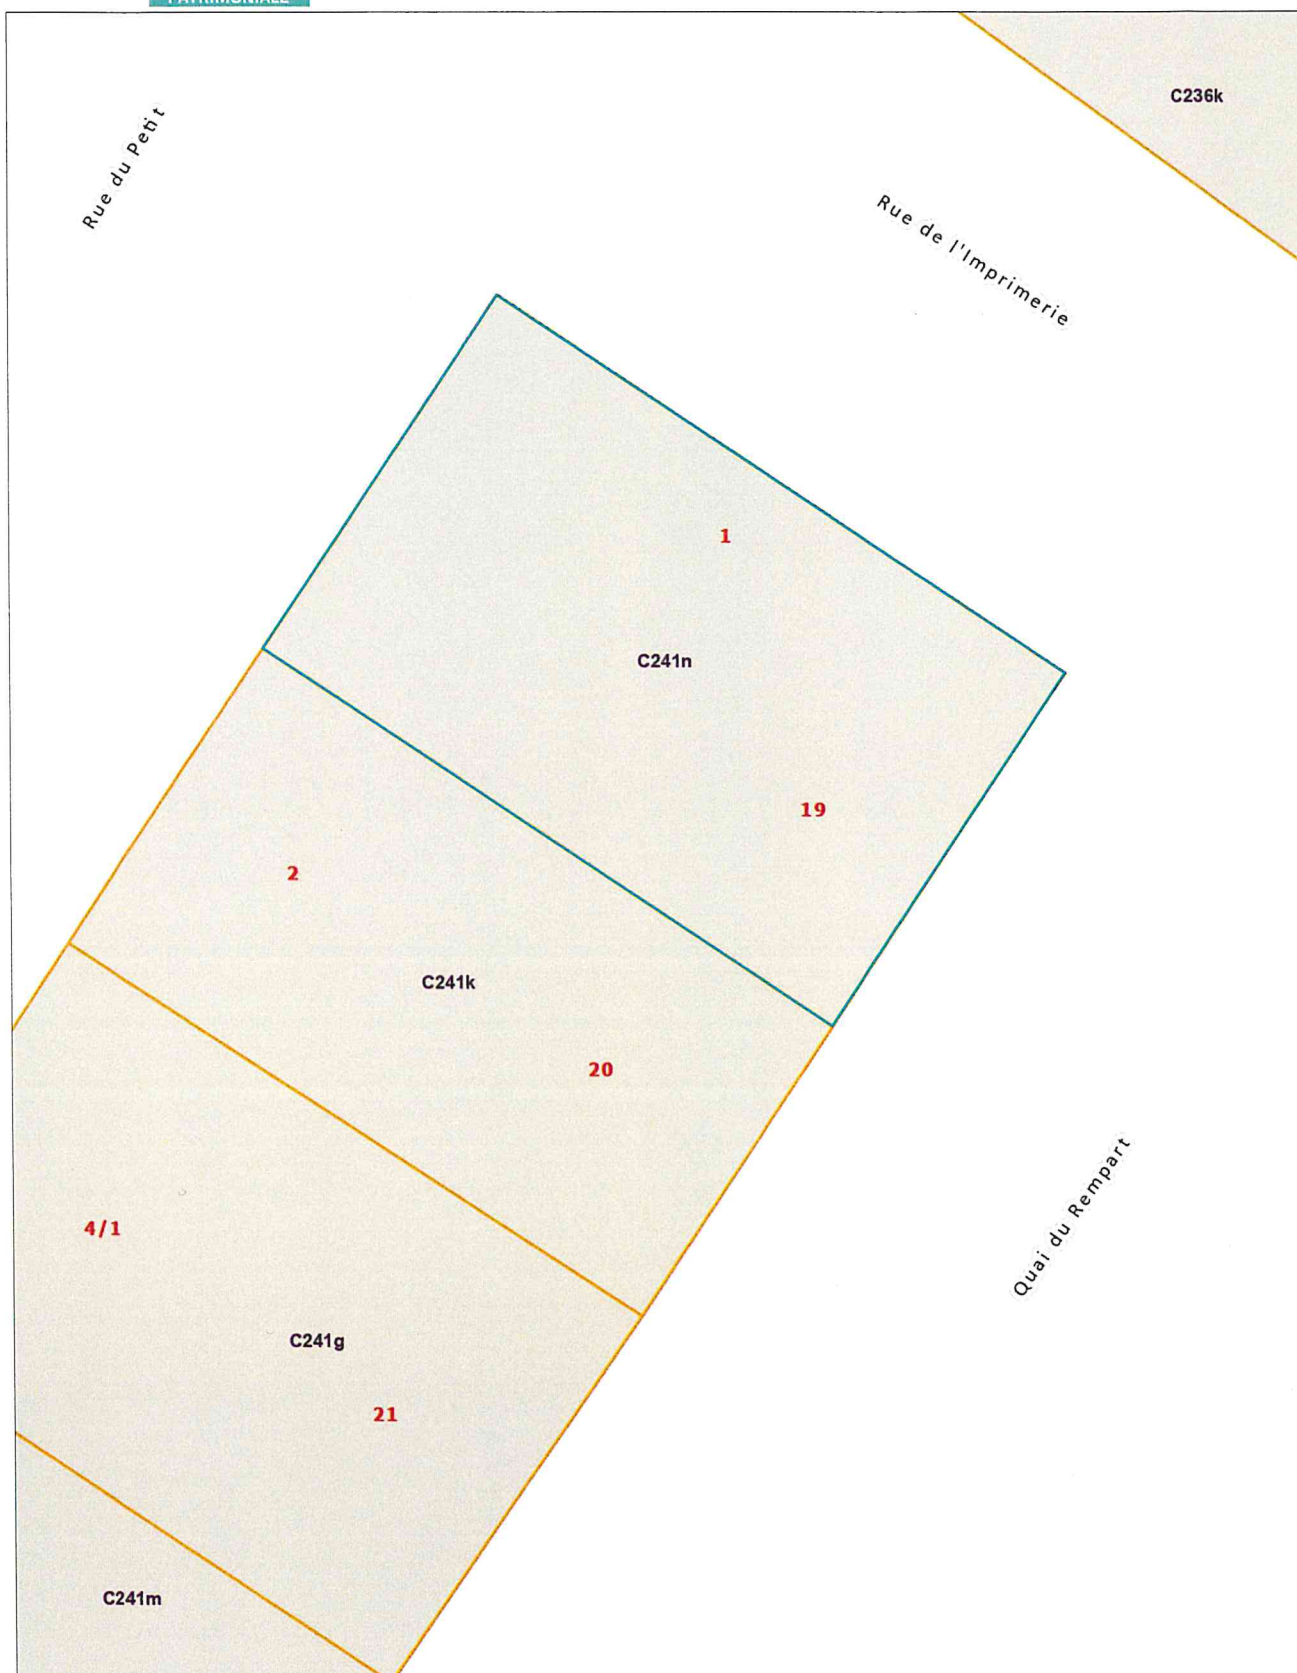 PATRIMONIALE
C236k
Rue du Petit
Rue de l'Imprimerie
1
C241n
19
2
C241k
20
Quai du Rempart
4/1
C241g
21
C241m